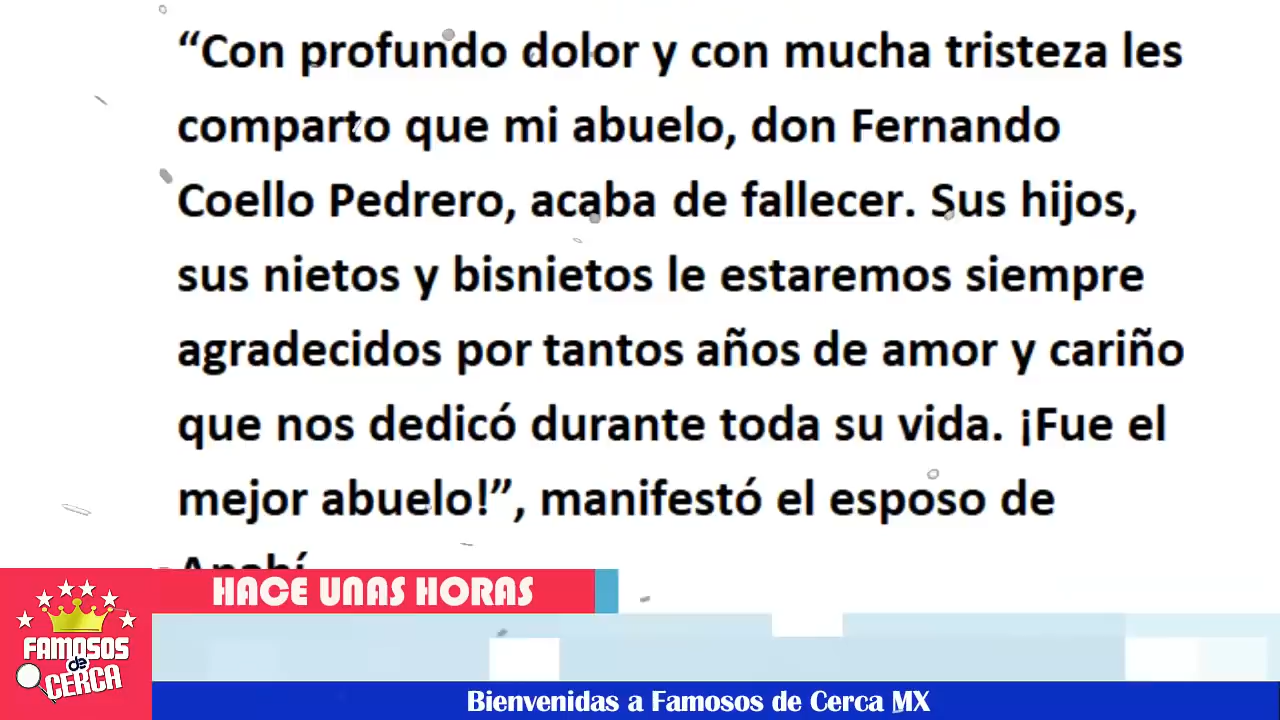 “Con profundo dolor y con mucha tristeza les
comparto que mi abuelo, don Fernando
Coello Pedrero, acaba de fallecer. Sus hijos,
sus nietos y bisnietos le estaremos siempre
agradecidos por tantos años de amor y cariño
que nos dedicó durante toda su vida. ¡Fue el
mejor abuelo!”, manifestó el esposo de
Anahí
HACE UNAS HORAS
FAMOSOS
de
CERCA
Bienvenidas a Famosos de Cerca MX